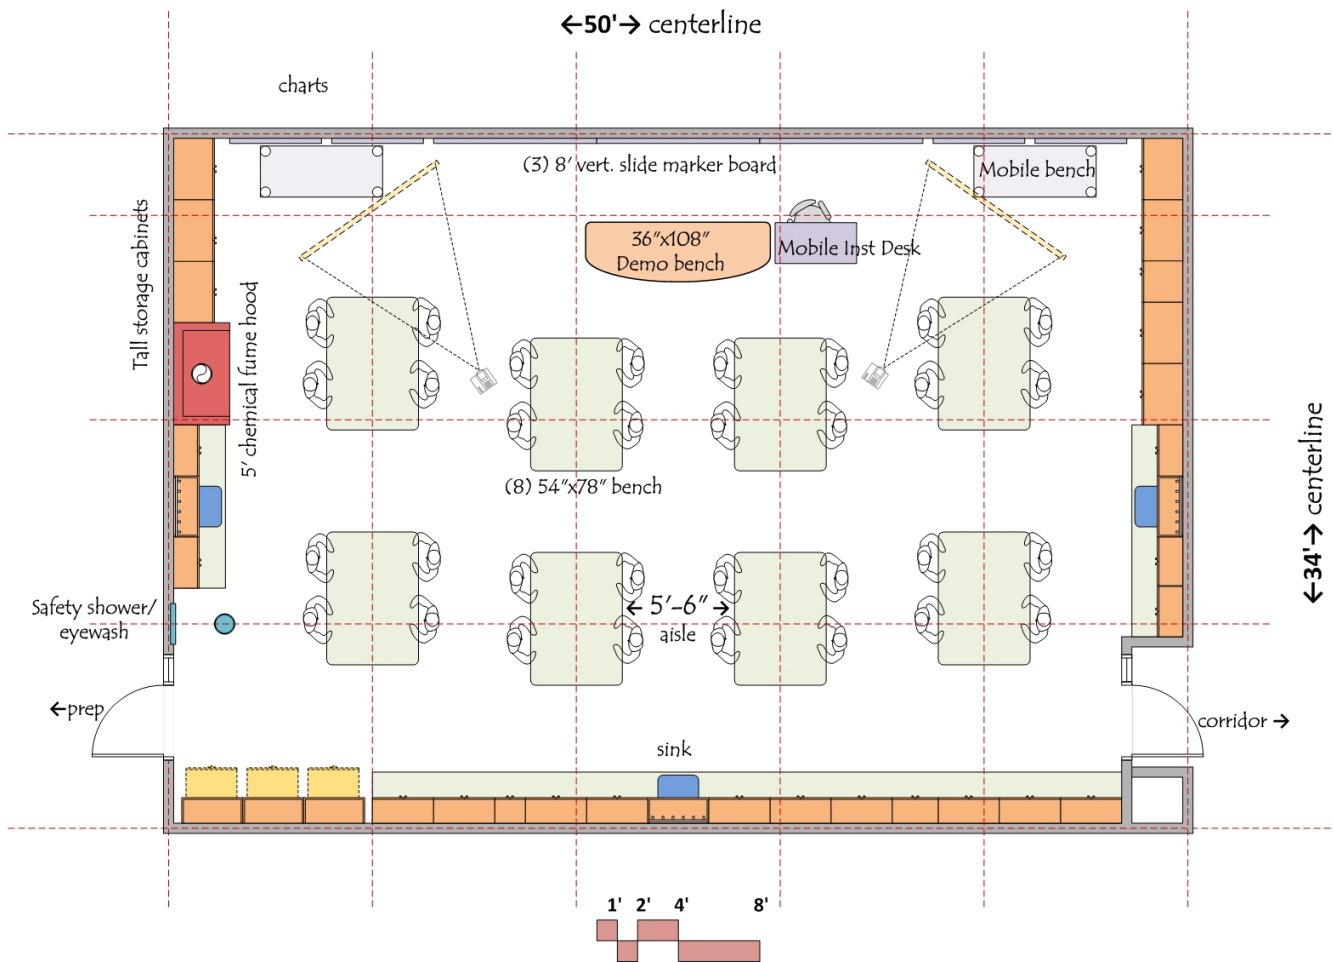 ←50'→ centerline
charts
(3) 8' vert. slide marker board
Mobile bench
Tall storage cabinets
36"x108"
Demo bench
Mobile Inst Desk
5' chemical fume hood
←34'→ centerline
(8) 54"x78" bench
Safety shower/
eyewash
← 5'-6" →
aisle
←prep
corridor →
sink
1' 2' 4' 8'